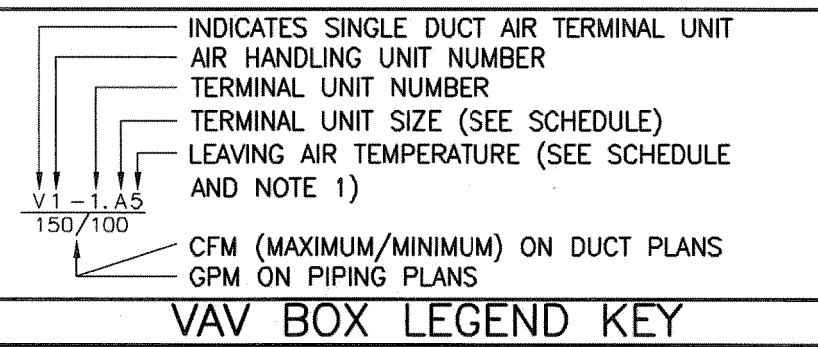 INDICATES SINGLE DUCT AIR TERMINAL UNIT
AIR HANDLING UNIT NUMBER
TERMINAL UNIT NUMBER
TERMINAL UNIT SIZE (SEE SCHEDULE)
LEAVING AIR TEMPERATURE (SEE SCHEDULE
AND NOTE 1)
V1-1.A5
150/100
CFM (MAXIMUM/MINIMUM) ON DUCT PLANS
GPM ON PIPING PLANS
VAV BOX LEGEND KEY